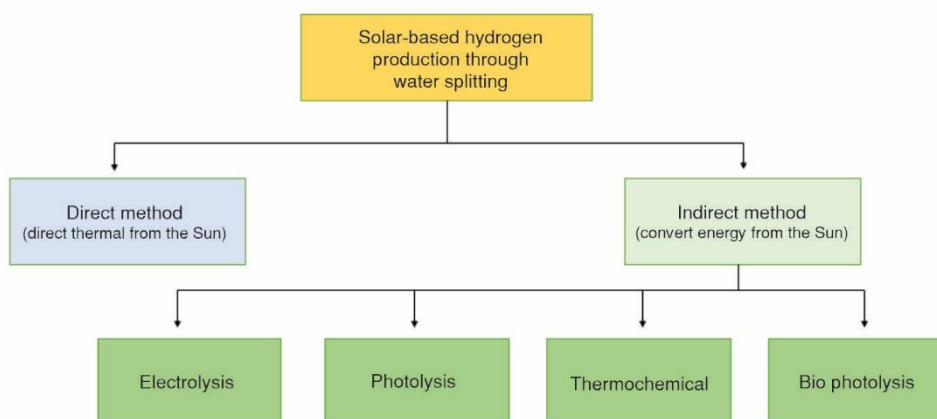 Solar-based hydrogen
production through
water splitting
Direct method
(direct thermal from the Sun)
Indirect method
(convert energy from the Sun)
Electrolysis
Photolysis
Thermochemical
Bio photolysis